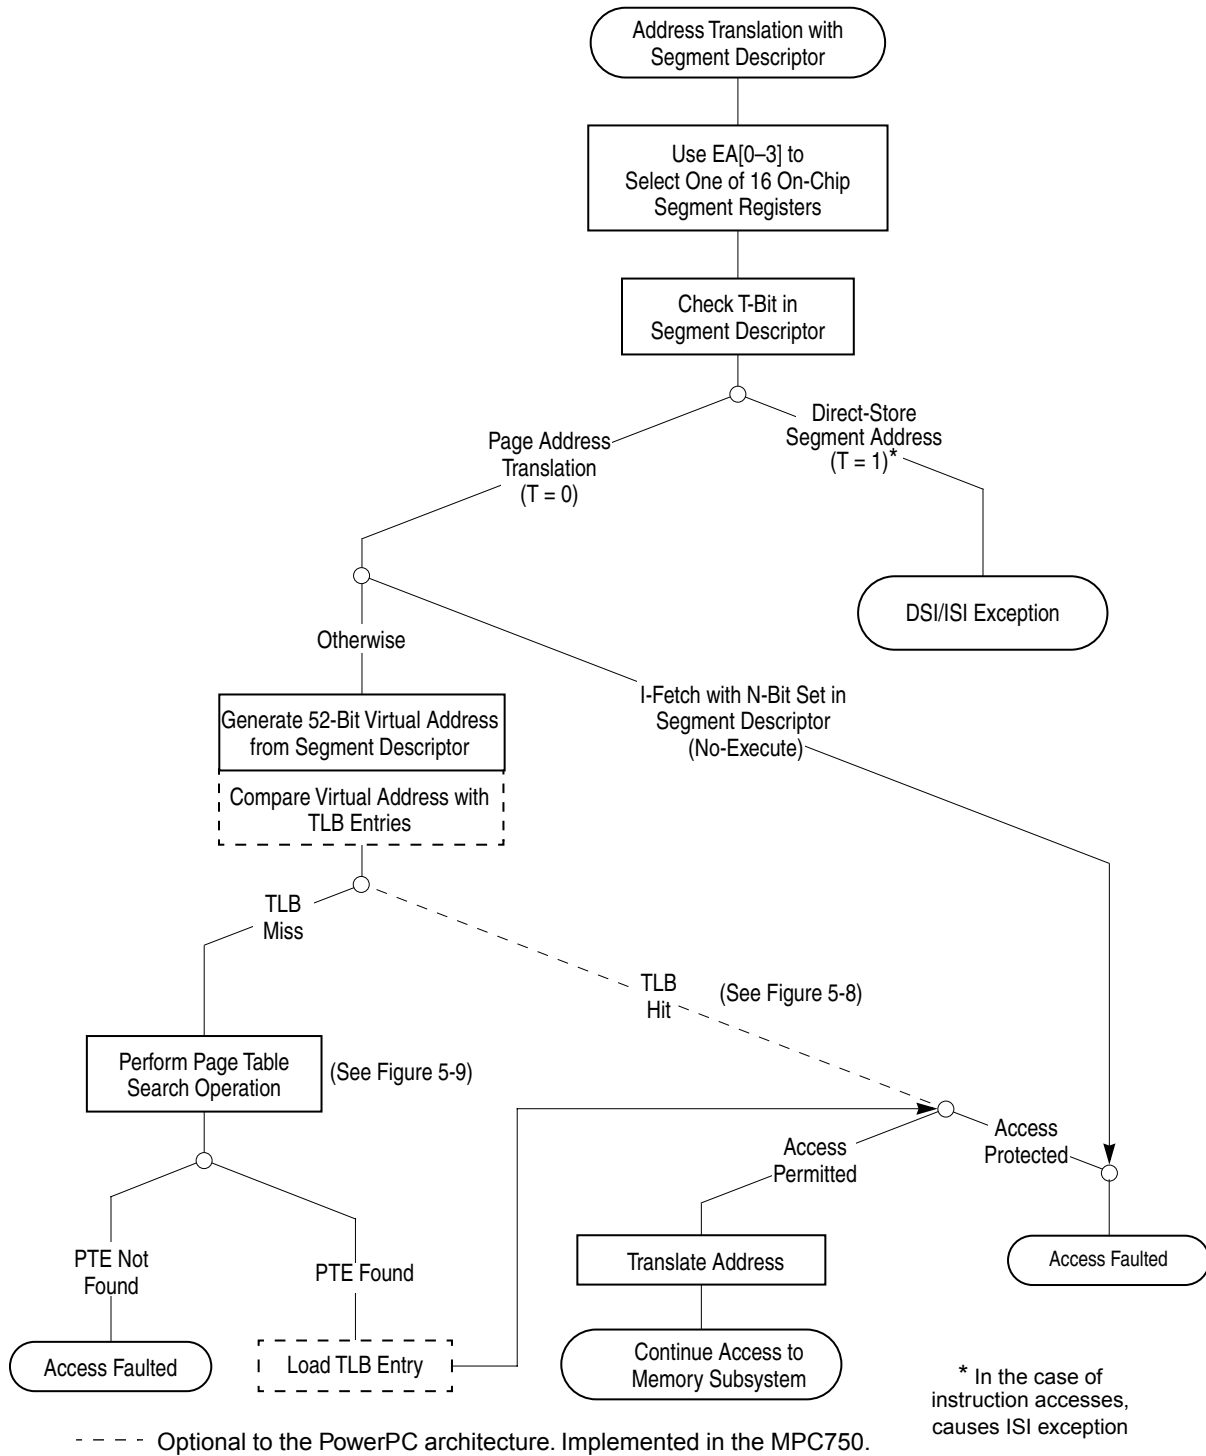 Address Translation with
Segment Descriptor
Use EA[0–3] to
Select One of 16 On-Chip
Segment Registers
Check T-Bit in
Segment Descriptor
Direct-Store
Segment Address
(T = 1)*
Page Address
Translation
(T = 0)
DSI/ISI Exception
Otherwise
I-Fetch with N-Bit Set in
Segment Descriptor
(No-Execute)
Generate 52-Bit Virtual Address
from Segment Descriptor
Compare Virtual Address with
TLB Entries
TLB
Miss
TLB
Hit
(See Figure 5-8)
Perform Page Table
Search Operation
(See Figure 5-9)
Access
Permitted
Access
Protected
PTE Not
Found
PTE Found
Translate Address
Access Faulted
Access Faulted
Load TLB Entry
Continue Access to
Memory Subsystem
* In the case of
instruction accesses,
causes ISI exception
Optional to the PowerPC architecture. Implemented in the MPC750.